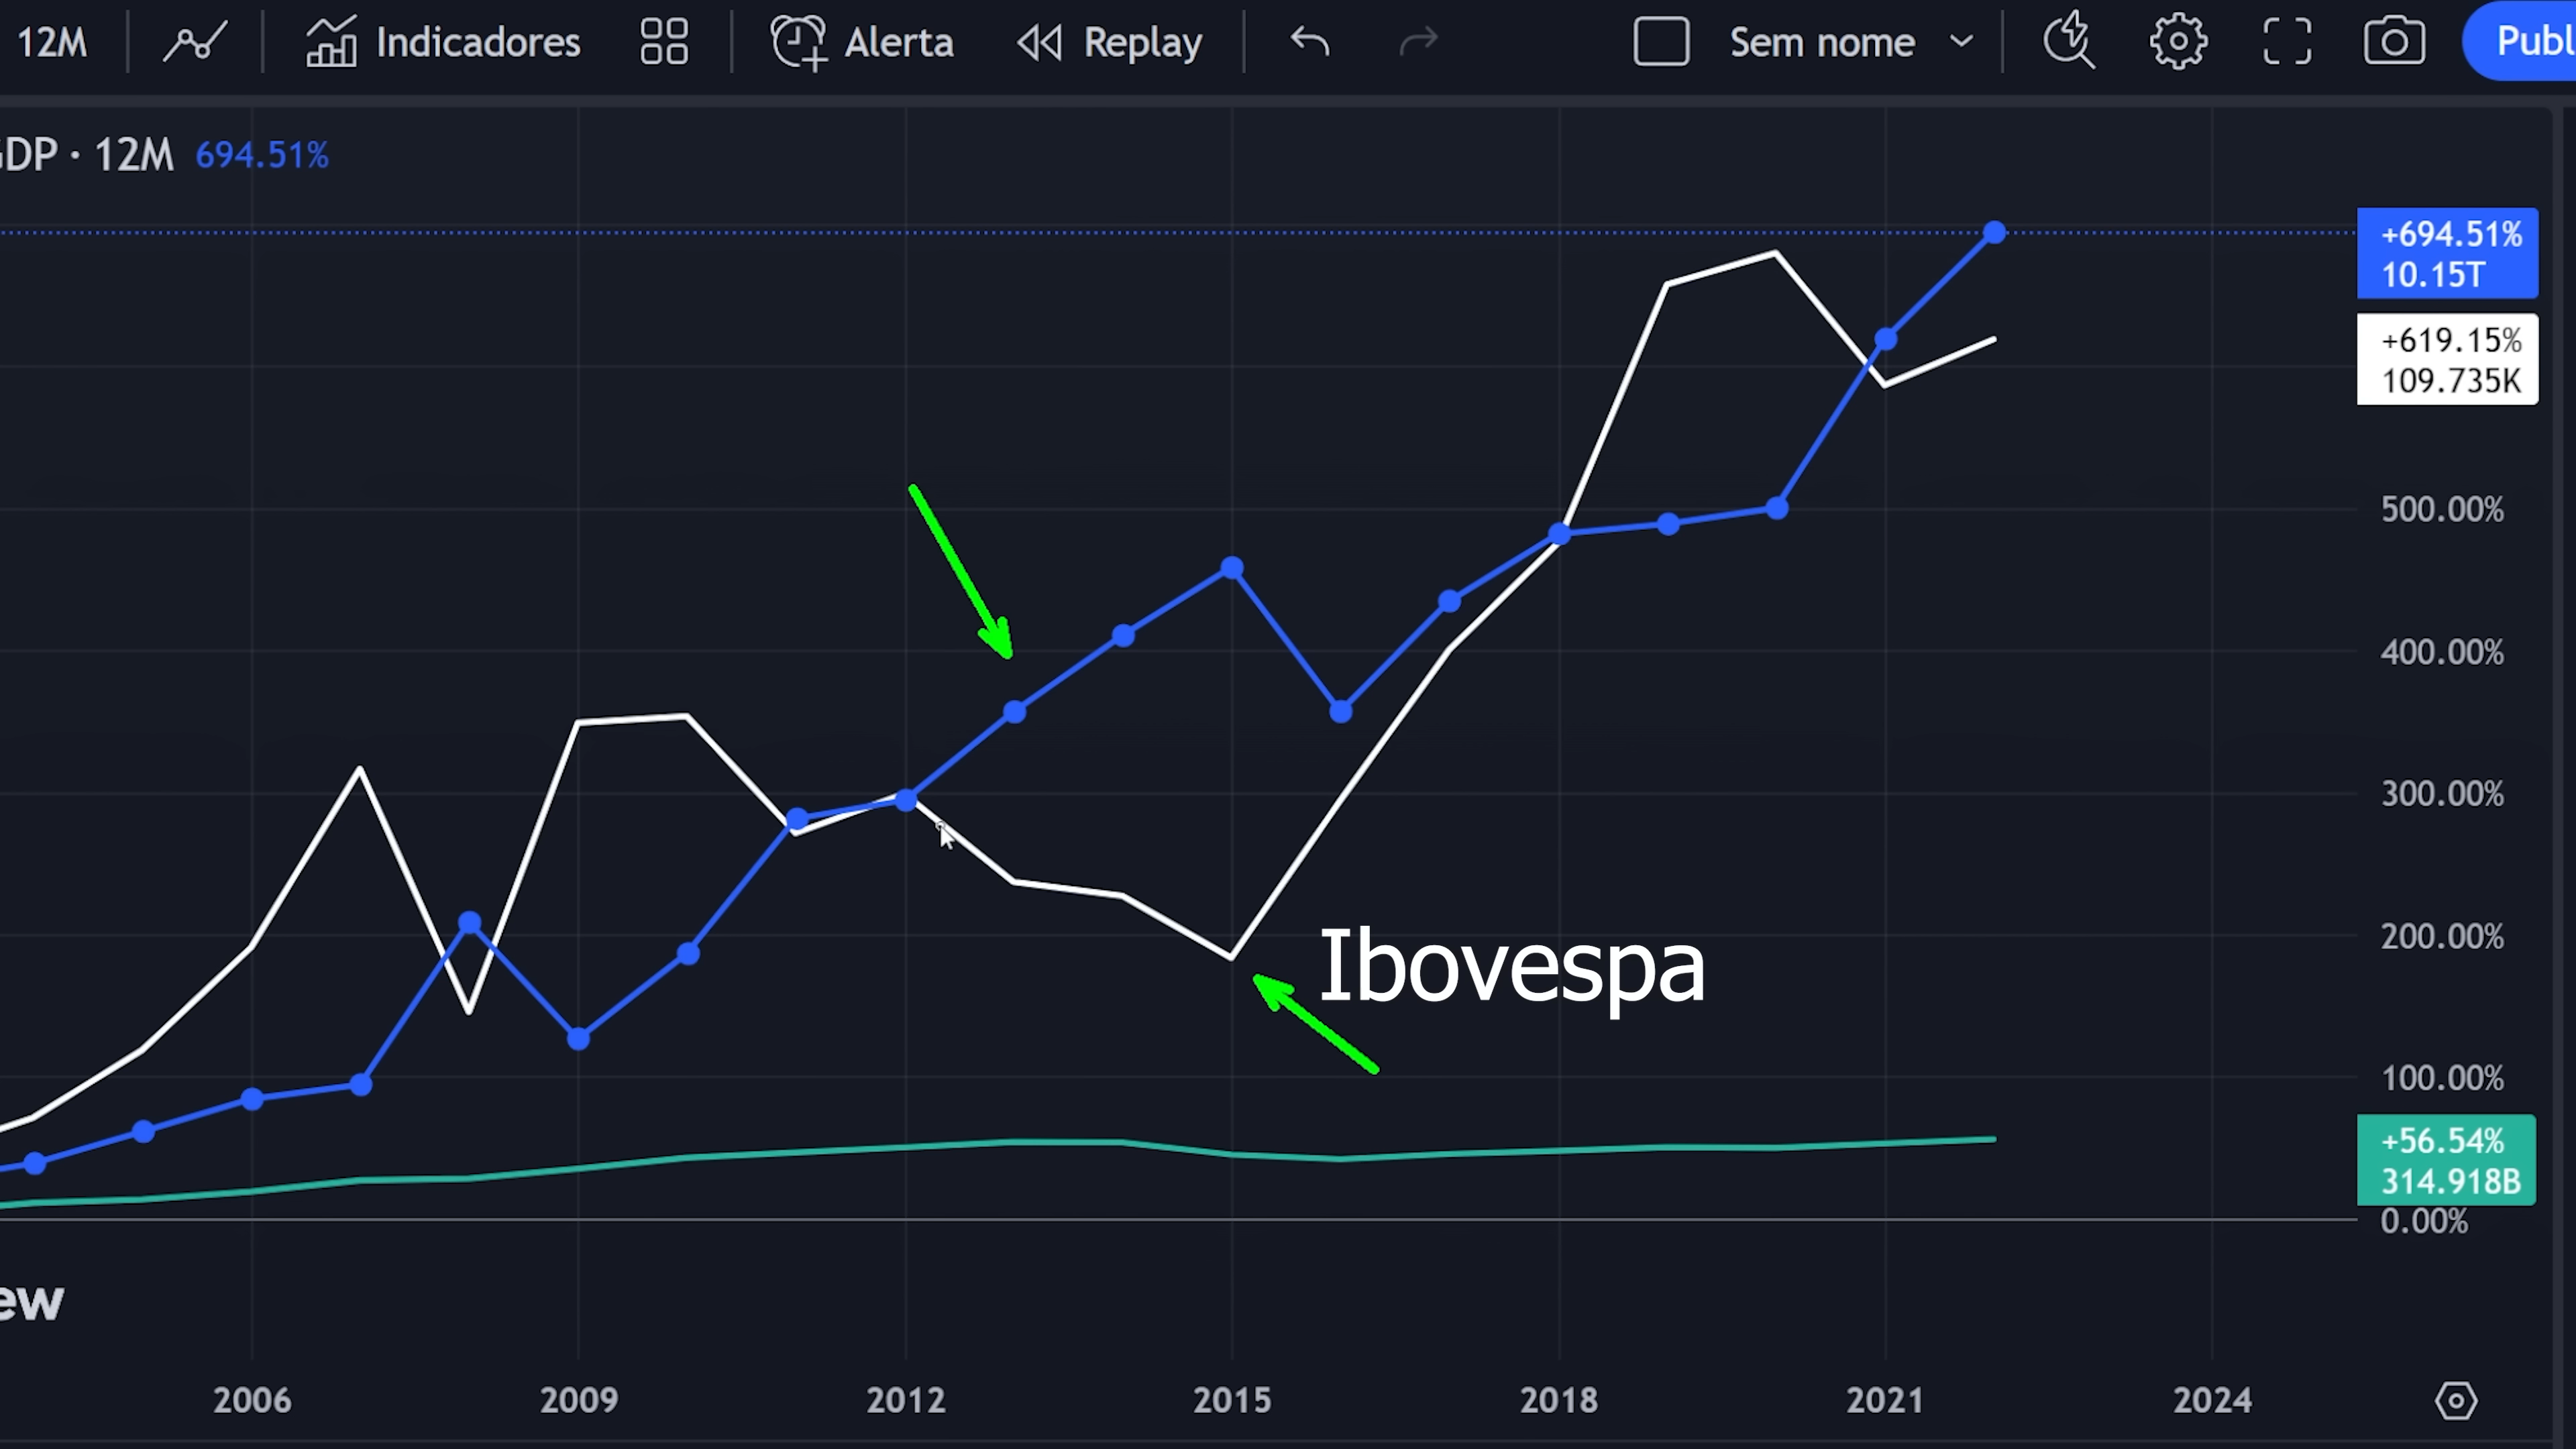 12M Indicadores Alerta Replay Sem nome Publ
GDP · 12M 694.51%
+694.51%
10.15T
+619.15%
109.735K
500.00%
400.00%
300.00%
200.00%
Ibovespa
100.00%
+56.54%
314.918B
0.00%
ew
2006 2009 2012 2015 2018 2021 2024